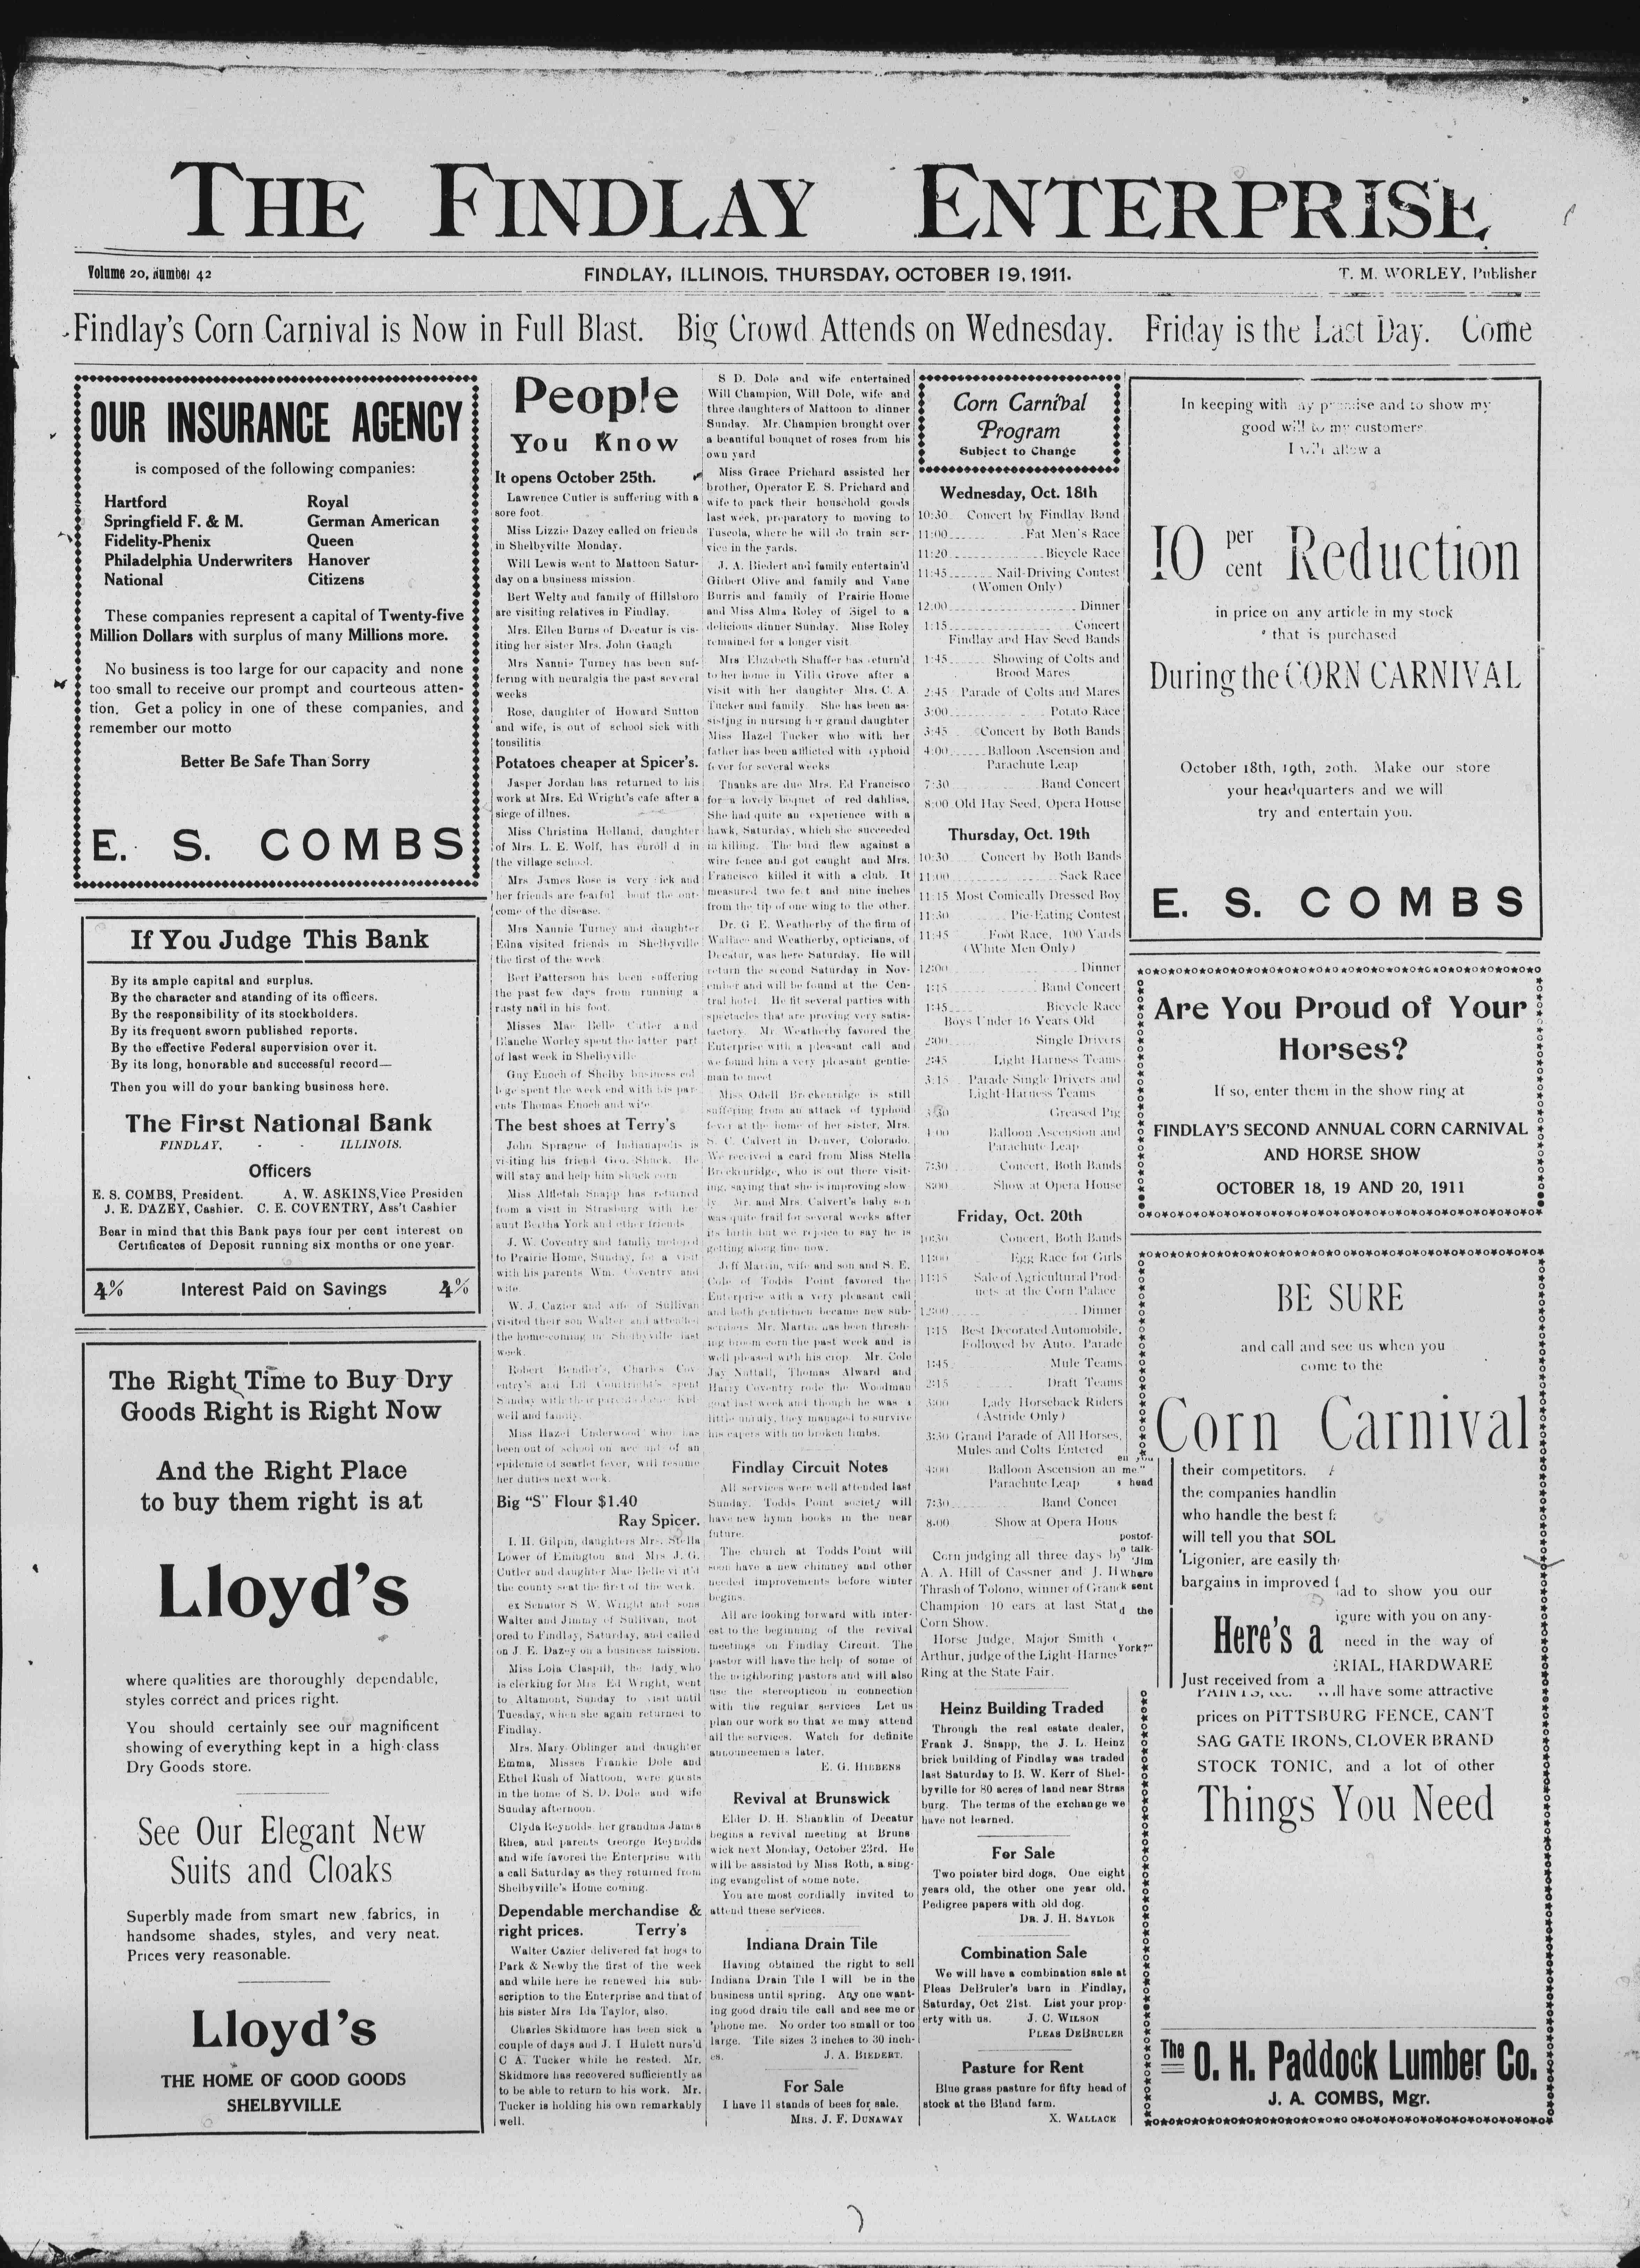 THE FINDLAY ENTERPRISE
Volume 20, Number 42
FINDLAY, ILLINOIS, THURSDAY, OCTOBER 19, 1911.
T. M. WORLEY, Publisher
Findlay's Corn Carnival is Now in Full Blast. Big Crowd Attends on Wednesday. Friday is the Last Day. Come
OUR INSURANCE AGENCY
is composed of the following companies:
Hartford Royal
Springfield F. & M. German American
Fidelity-Phenix Queen
Philadelphia Underwriters Hanover
National Citizens
These companies represent a capital of Twenty-five
Million Dollars with surplus of many Millions more.
No business is too large for our capacity and none
too small to receive our prompt and courteous atten-
tion. Get a policy in one of these companies, and
remember our motto
Better Be Safe Than Sorry
E. S. COMBS
If You Judge This Bank
By its ample capital and surplus.
By the character and standing of its officers.
By the responsibility of its stockholders.
By its frequent sworn published reports.
By the effective Federal supervision over it.
By its long, honorable and successful record—
Then you will do your banking business here.
The First National Bank
FINDLAY, - - ILLINOIS.
Officers
E. S. COMBS, President. A. W. ASKINS, Vice Presiden
J. E. DAZEY, Cashier. C. E. COVENTRY, Ass't Cashier
Bear in mind that this Bank pays four per cent interest on
Certificates of Deposit running six months or one year.
4% Interest Paid on Savings 4%
The Right Time to Buy Dry
Goods Right is Right Now
And the Right Place
to buy them right is at
Lloyd's
where qualities are thoroughly dependable,
styles correct and prices right.
You should certainly see our magnificent
showing of everything kept in a high-class
Dry Goods store.
See Our Elegant New
Suits and Cloaks
Superbly made from smart new fabrics, in
handsome shades, styles, and very neat.
Prices very reasonable.
Lloyd's
THE HOME OF GOOD GOODS
SHELBYVILLE
People
You Know
It opens October 25th.
Lawrence Cutler is suffering with a
sore foot.
Miss Lizzie Dazey called on friends
in Shelbyville Monday.
Will Lewis went to Mattoon Satur-
day on a business mission.
Bert Welty and family of Hillsboro
are visiting relatives in Findlay.
Mrs. Ellen Burns of Decatur is vis-
iting her sister Mrs. John Gaugh
Mrs Nannie Turney has been suf-
fering with neuralgia the past several
weeks
Rose, daughter of Howard Sutton
and wife, is out of school sick with
tonsilitis
Potatoes cheaper at Spicer's.
Jasper Jordan has returned to his
work at Mrs. Ed Wright's cafe after a
siege of illnes.
Miss Christina Holland, daughter
of Mrs. L. E. Wolf, has enroll d in
the village school.
Mrs James Rose is very sick and
her friends are fearful bout the out-
come of the disease.
Mrs Nannie Turney and daughter
Edna visited friends in Shelbyville
the first of the week
Bert Patterson has been suffering
the past few days from running a
rusty nail in his foot.
Misses Mae Belle Cutler and
Blanche Worley spent the latter part
of last week in Shelbyville
Guy Enoch of Shelby business col
lege spent the week end with his par-
ents Thomas Enoch and wife
The best shoes at Terry's
John Sprague of Indianapolis is
visiting his friend Geo. Shuck. He
will stay and help him shuck corn
Miss Snapp has returned
from a visit in Strasburg with her
aunt Bertha York and other friends
J. W. Coventry and family motored
to Prairie Home, Sunday, for a visit
with his parents Wm. Coventry and
wife
W. J. Cazier and wife of Sullivan
visited their son Walter and attended
the home-coming in Shelbyville last
week.
Robert Charles Cov-
entry's and spent
Sunday with their
well and family.
Miss Hazel Underwood who has
been out of school on account of an
epidemic of scarlet fever, will resume
her duties next week.
Big "S" Flour $1.40
Ray Spicer.
I. H. Gilpin, daughters Mrs. Stella
Lower of Emington and Mrs J. G.
Cutler and daughter Mae Belle vi it'd
the county seat the first of the week.
ex Senator S W. Wright and sons
Walter and Jimmy of Sullivan, mot
ored to Findlay, Saturday, and called
on J. E. Dazey on a business mission.
Miss Lola Claspill, the lady who
is clerking for Mrs Ed Wright, went
to Altamont, Sunday to visit until
Tuesday, when she again returned to
Findlay.
Mrs. Mary Oblinger and daughter
Emma, Misses Frankie Dole and
Ethel Rush of Mattoon, were guests
in the home of S. D. Dole and wife
Sunday afternoon.
Clyda Reynolds her grandma James
Rhea, and parents George Reynolds
and wife favored the Enterprise with
a call Saturday as they returned from
Shelbyville's Home coming.
Dependable merchandise &
right prices. Terry's
Walter Cazier delivered fat hogs to
Park & Newby the first of the week
and while here he renewed his sub-
scription to the Enterprise and that of
his sister Mrs Ida Taylor, also.
Charles Skidmore has been sick a
couple of days and J. I Hulett nurs'd
C A. Tucker while he rested. Mr.
Skidmore has recovered sufficiently as
to be able to return to his work. Mr.
Tucker is holding his own remarkably
well.
S D. Dole and wife entertained
Will Champion, Will Dole, wife and
three daughters of Mattoon to dinner
Sunday. Mr. Champion brought over
a beautiful bouquet of roses from his
own yard
Miss Grace Prichard assisted her
brother, Operator E. S. Prichard and
wife to pack their household goods
last week, preparatory to moving to
Tuscola, where he will do train ser-
vice in the yards.
J. A. Biedert and family entertain'd
Gilbert Olive and family and Vane
Burris and family of Prairie Home
and Miss Alma Roley of Sigel to a
delicious dinner Sunday. Miss Roley
remained for a longer visit
Mrs Elizabeth Shaffer has return'd
to her home in Villa Grove after a
visit with her daughter Mrs. C. A.
Tucker and family She has been as-
sisting in nursing her grand daughter
Miss Hazel Tucker who with her
father has been afflicted with typhoid
fever for several weeks
Thanks are due Mrs. Ed Francisco
for a lovely boquet of red dahlias.
She had quite an experience with a
hawk, Saturday, which she succeeded
in killing. The bird flew against a
wire fence and got caught and Mrs.
Francisco killed it with a club. It
measured two feet and nine inches
from the tip of one wing to the other.
Dr. G E. Weatherby of the firm of
Wallace and Weatherby, opticians, of
Decatur, was here Saturday. He will
return the second Saturday in Nov-
ember and will be found at the Cen-
tral hotel. He fit several parties with
spectacles that are proving very satis-
factory. Mr. Weatherby favored the
Enterprise with a pleasant call and
we found him a very pleasant gentle-
man to meet
Miss Odell Breckenridge is still
suffering from an attack of typhoid
fever at the home of her sister, Mrs.
S. C. Calvert in Denver, Colorado.
We received a card from Miss Stella
Breckenridge, who is out there visit-
ing, saying that she is improving slow
ly Mr. and Mrs. Calvert's baby son
was quite frail for several weeks after
its birth but we rejoice to say he is
getting along fine now.
Jeff Martin, wife and son and S. E.
Cole of Todds Point favored the
Enterprise with a very pleasant call
and both gentlemen became new sub-
scribers Mr. Martin has been thresh-
ing broom corn the past week and is
well pleased with his crop. Mr. Cole
Jay Nuttall, Thomas Alward and
Harry Coventry rode the Woodman
goat last week and though he was a
little unruly, they managed to survive
his capers with no broken limbs.
Findlay Circuit Notes
All services were well attended last
Sunday. Todds Point society will
have new hymn books in the near
future.
The church at Todds Point will
soon have a new chimney and other
needed improvements before winter
begins.
All are looking forward with inter-
est to the beginning of the revival
meetings on Findlay Circuit. The
pastor will have the help of some of
the neighboring pastors and will also
use the stereopticon in connection
with the regular services Let us
plan our work so that we may attend
all the services. Watch for definite
announcemen s later.
E. G. HIBBENS
Revival at Brunswick
Elder D. H. Shanklin of Decatur
begins a revival meeting at Bruns
wick next Monday, October 23rd. He
will be assisted by Miss Roth, a sing-
ing evangelist of some note.
You are most cordially invited to
attend these services.
Indiana Drain Tile
Having obtained the right to sell
Indiana Drain Tile I will be in the
business until spring. Any one want-
ing good drain tile call and see me or
'phone me. No order too small or too
large. Tile sizes 3 inches to 30 inch-
es. J. A. BIEDERT.
For Sale
I have 11 stands of bees for sale.
MRS. J. F. DUNAWAY
Corn Carnival
Program
Subject to Change
Wednesday, Oct. 18th
10:30 Concert by Findlay Band
11:00 Fat Men's Race
11:20 Bicycle Race
11:45 Nail-Driving Contest
(Women Only)
12:00 Dinner
1:15 Concert
Findlay and Hay Seed Bands
1:45 Showing of Colts and
Brood Mares
2:45 Parade of Colts and Mares
3:00 Potato Race
3:45 Concert by Both Bands
4:00 Balloon Ascension and
Parachute Leap
7:30 Band Concert
8:00 Old Hay Seed, Opera House
Thursday, Oct. 19th
10:30 Concert by Both Bands
11:00 Sack Race
11:15 Most Comically Dressed Boy
11:30 Pie-Eating Contest
11:45 Foot Race, 100 Yards
(White Men Only)
12:00 Dinner
1:15 Band Concert
1:45 Bicycle Race
Boys Under 16 Years Old
2:00 Single Drivers
2:45 Light Harness Teams
3:15 Parade Single Drivers and
Light-Harness Teams
3:30 Greased Pig
4:00 Balloon Ascension and
Parachute Leap
7:30 Concert, Both Bands
8:00 Show at Opera House
Friday, Oct. 20th
10:30 Concert, Both Bands
11:00 Egg Race for Girls
11:15 Sale of Agricultural Prod-
ucts at the Corn Palace
12:00 Dinner
1:15 Best Decorated Automobile,
Followed by Auto. Parade
1:45 Mule Teams
2:15 Draft Teams
3:00 Lady Horseback Riders
(Astride Only)
3:30 Grand Parade of All Horses,
Mules and Colts Entered
4:00 Balloon Ascension an
Parachute Leap
7:30 Band Concer
8:00 Show at Opera Hous
Corn judging all three days by
A. A. Hill of Cassner and J. H
Thrash of Tolono, winner of Grand
Champion 10 ears at last Stat
Corn Show.
Horse Judge, Major Smith
Arthur, judge of the Light-Harnes
Ring at the State Fair.
en you
me."
head
postof-
talk-
'Jim
Where
sent
the
York?"
Heinz Building Traded
Through the real estate dealer,
Frank J. Snapp, the J. L. Heinz
brick building of Findlay was traded
last Saturday to B. W. Kerr of Shel-
byville for 80 acres of land near Stras
burg. The terms of the exchange we
have not learned.
For Sale
Two pointer bird dogs. One eight
years old, the other one year old.
Pedigree papers with old dog.
DR. J. H. SAYLOR
Combination Sale
We will have a combination sale at
Pleas DeBruler's barn in Findlay,
Saturday, Oct 21st. List your prop
erty with us. J. C. WILSON
PLEAS DEBRULER
Pasture for Rent
Blue grass pasture for fifty head of
stock at the Bland farm.
X. WALLACE
In keeping with my promise and to show my
good will to my customers
I will allow a
10 per cent Reduction
in price on any article in my stock
that is purchased
During the CORN CARNIVAL
October 18th, 19th, 20th. Make our store
your headquarters and we will
try and entertain you.
E. S. COMBS
Are You Proud of Your
Horses?
If so, enter them in the show ring at
FINDLAY'S SECOND ANNUAL CORN CARNIVAL
AND HORSE SHOW
OCTOBER 18, 19 AND 20, 1911
BE SURE
and call and see us when you
come to the
Corn Carnival
their competitors.
the companies handlin
who handle the best f
will tell you that SOL
Ligonier, are easily th
bargains in improved f
Here's a
Just received from a
ad to show you our
igure with you on any-
need in the way of
ERIAL, HARDWARE
PAINTS, &c. will have some attractive
prices on PITTSBURG FENCE, CAN'T
SAG GATE IRONS, CLOVER BRAND
STOCK TONIC, and a lot of other
Things You Need
The O. H. Paddock Lumber Co.
J. A. COMBS, Mgr.